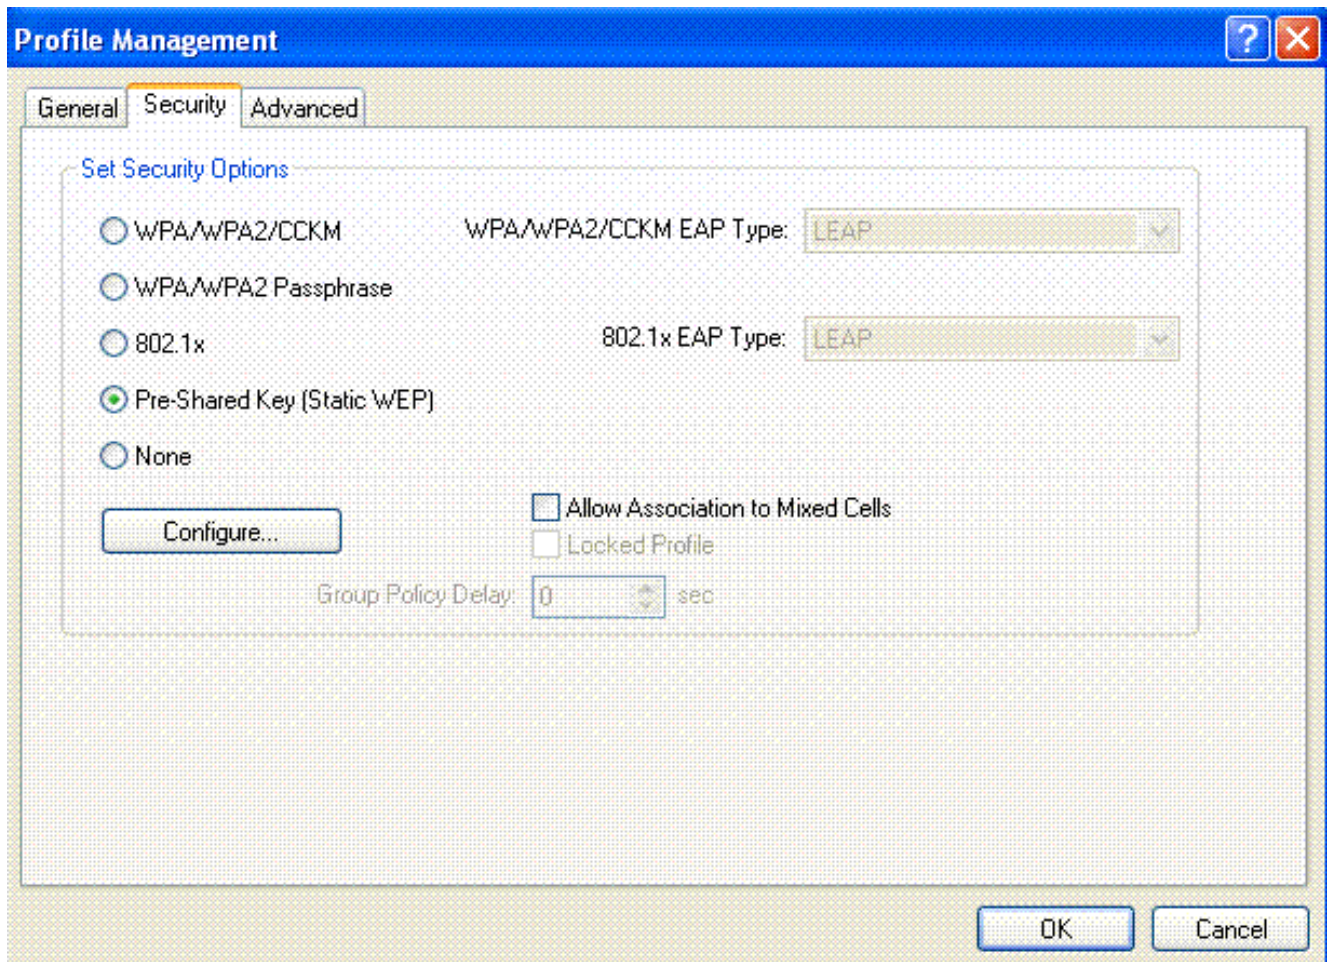 Profile Management
General Security Advanced
Set Security Options
WPA/WPA2/CCKM WPA/WPA2/CCKM EAP Type: LEAP
WPA/WPA2 Passphrase
802.1x 802.1x EAP Type: LEAP
Pre-Shared Key (Static WEP)
None
Configure... Allow Association to Mixed Cells
Locked Profile
Group Policy Delay: 0 sec
OK Cancel